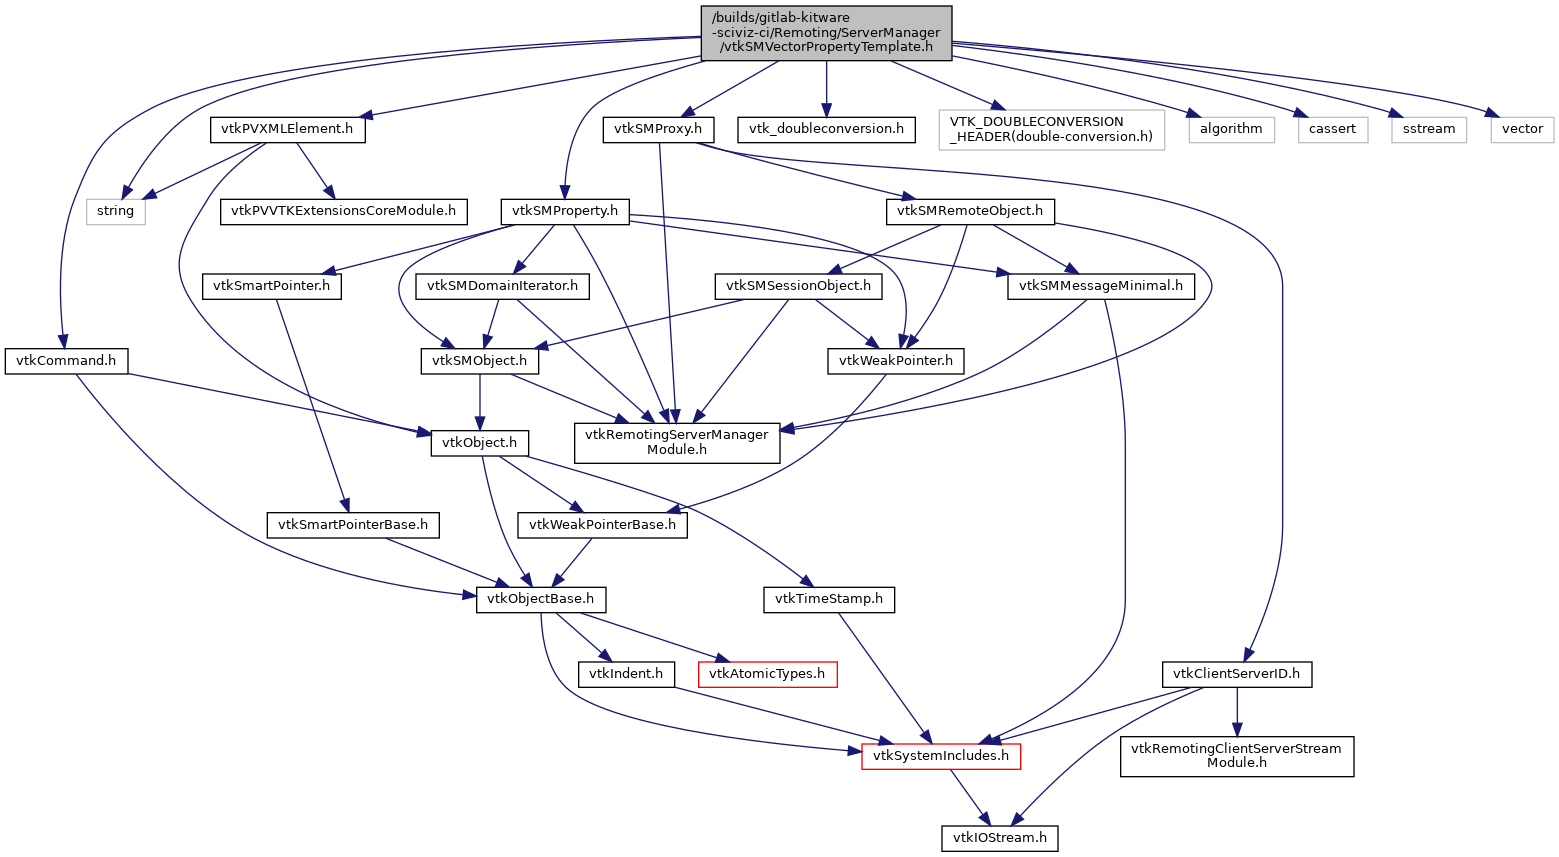 /builds/gitlab-kitware
-sciviz-ci/Remoting/ServerManager
/vtkSMVectorPropertyTemplate.h
vtkPVXMLElement.h
vtkSMProxy.h
vtk_doubleconversion.h
VTK_DOUBLECONVERSION
_HEADER(double-conversion.h)
algorithm
cassert
sstream
vector
string
vtkPVVTKExtensionsCoreModule.h
vtkSMProperty.h
vtkSMRemoteObject.h
vtkSmartPointer.h
vtkSMDomainIterator.h
vtkSMSessionObject.h
vtkSMMessageMinimal.h
vtkCommand.h
vtkSMObject.h
vtkWeakPointer.h
vtkObject.h
vtkRemotingServerManager
Module.h
vtkSmartPointerBase.h
vtkWeakPointerBase.h
vtkObjectBase.h
vtkTimeStamp.h
vtkIndent.h
vtkAtomicTypes.h
vtkClientServerID.h
vtkSystemIncludes.h
vtkRemotingClientServerStream
Module.h
vtkIOStream.h